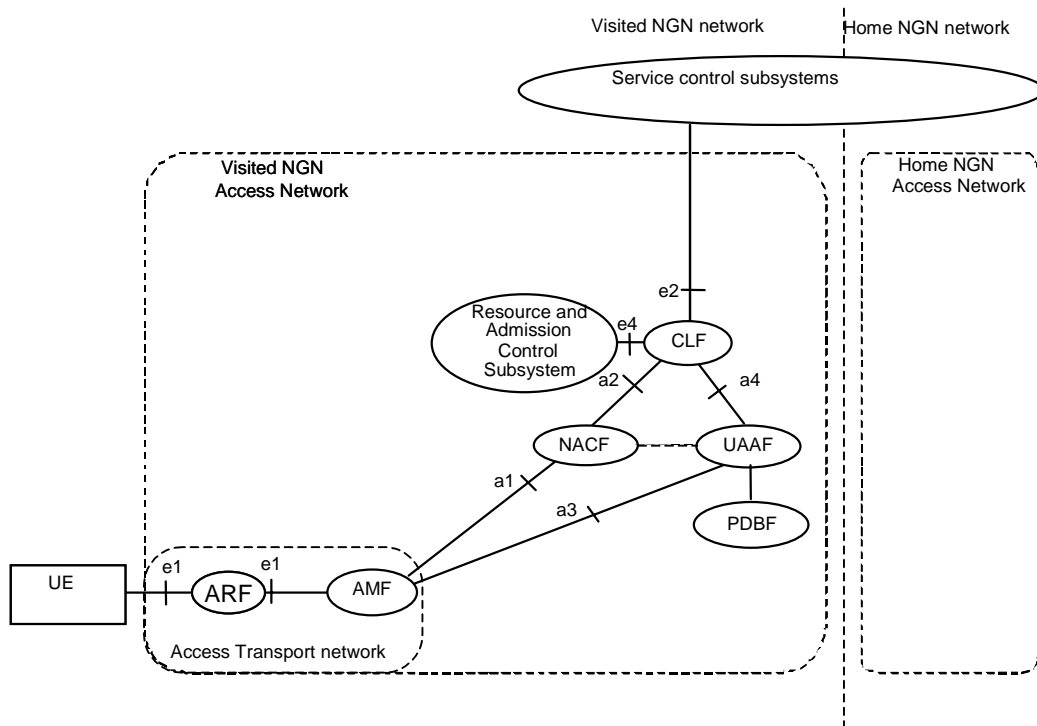 Visited NGN network
Home NGN network
Service control subsystems
Visited NGN
Access Network
Home NGN
Access Network
e2
Resource and
Admission
Control
Subsystem
e4
CLF
a2
a4
NACF
UAAF
a1
a3
PDBF
UE
e1
ARF
e1
AMF
Access Transport network